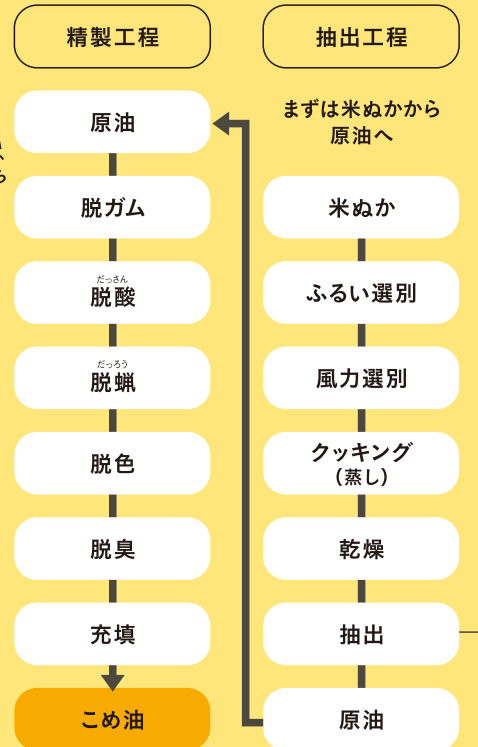 抽出工程
まずは米ぬかから
原油へ
米ぬか
ふるい選別
風力選別
クッキング
(蒸し)
乾燥
抽出
原油
精製工程
原油
脱ガム
だっさん
脱酸
だっろう
脱蝋
脱色
脱臭
充填
こめ油